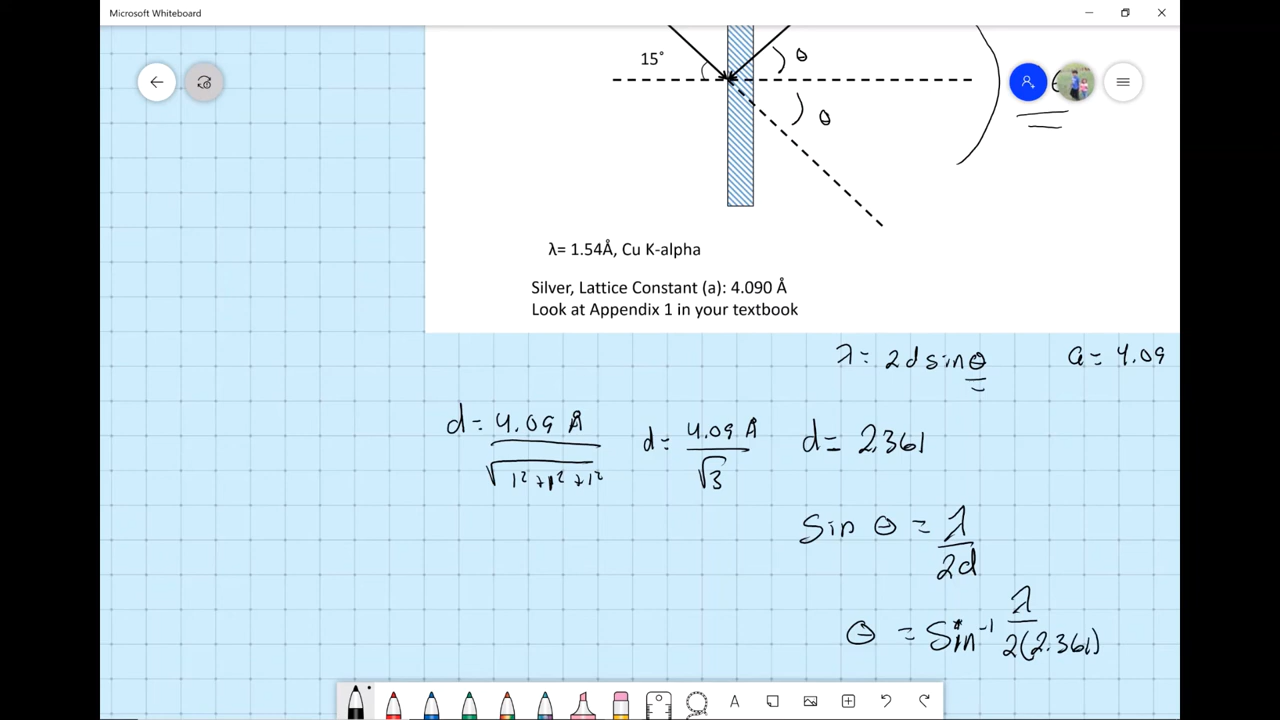 Microsoft Whiteboard
15°
θ
θ
λ= 1.54Å, Cu K-alpha
Silver, Lattice Constant (a): 4.090 Å
Look at Appendix 1 in your textbook
λ = 2d sinθ
a = 4.09
d = 4.09 Å / √1²+1²+1²
d = 4.09 Å / √3
d = 2.361
Sin θ = λ / 2d
θ = Sin⁻¹ λ / 2(2.361)
A